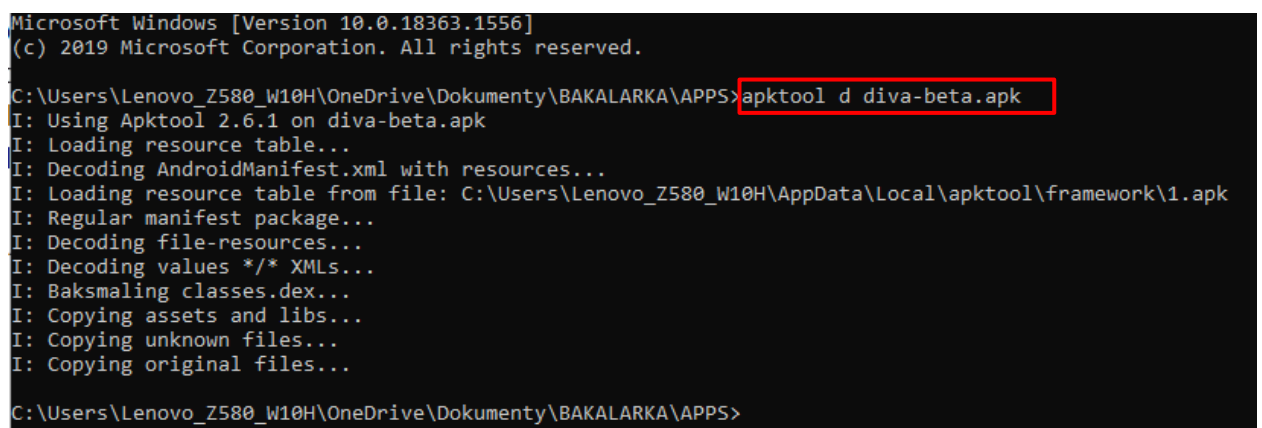 Microsoft Windows [Version 10.0.18363.1556]
(c) 2019 Microsoft Corporation. All rights reserved.
C:\Users\Lenovo_Z580_W10H\OneDrive\Dokumenty\BAKALARKA\APPS>apktool d diva-beta.apk
I: Using Apktool 2.6.1 on diva-beta.apk
I: Loading resource table...
I: Decoding AndroidManifest.xml with resources...
I: Loading resource table from file: C:\Users\Lenovo_Z580_W10H\AppData\Local\apktool\framework\1.apk
I: Regular manifest package...
I: Decoding file-resources...
I: Decoding values */* XMLs...
I: Baksmaling classes.dex...
I: Copying assets and libs...
I: Copying unknown files...
I: Copying original files...
C:\Users\Lenovo_Z580_W10H\OneDrive\Dokumenty\BAKALARKA\APPS>